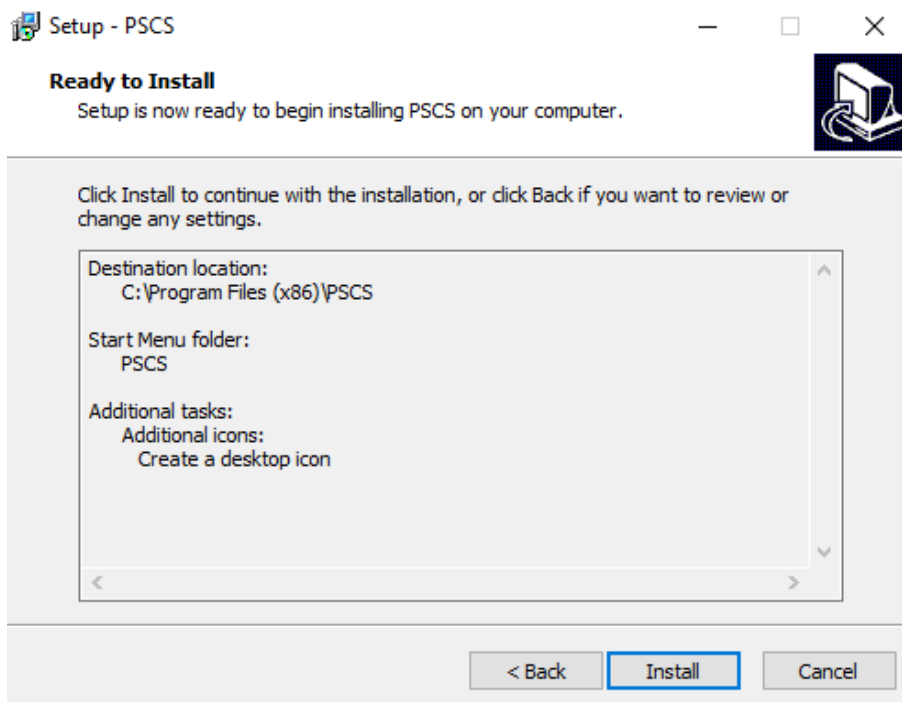 Setup - PSCS
Ready to Install
Setup is now ready to begin installing PSCS on your computer.
Click Install to continue with the installation, or click Back if you want to review or
change any settings.
Destination location:
C:\Program Files (x86)\PSCS
Start Menu folder:
PSCS
Additional tasks:
Additional icons:
Create a desktop icon
< Back
Install
Cancel